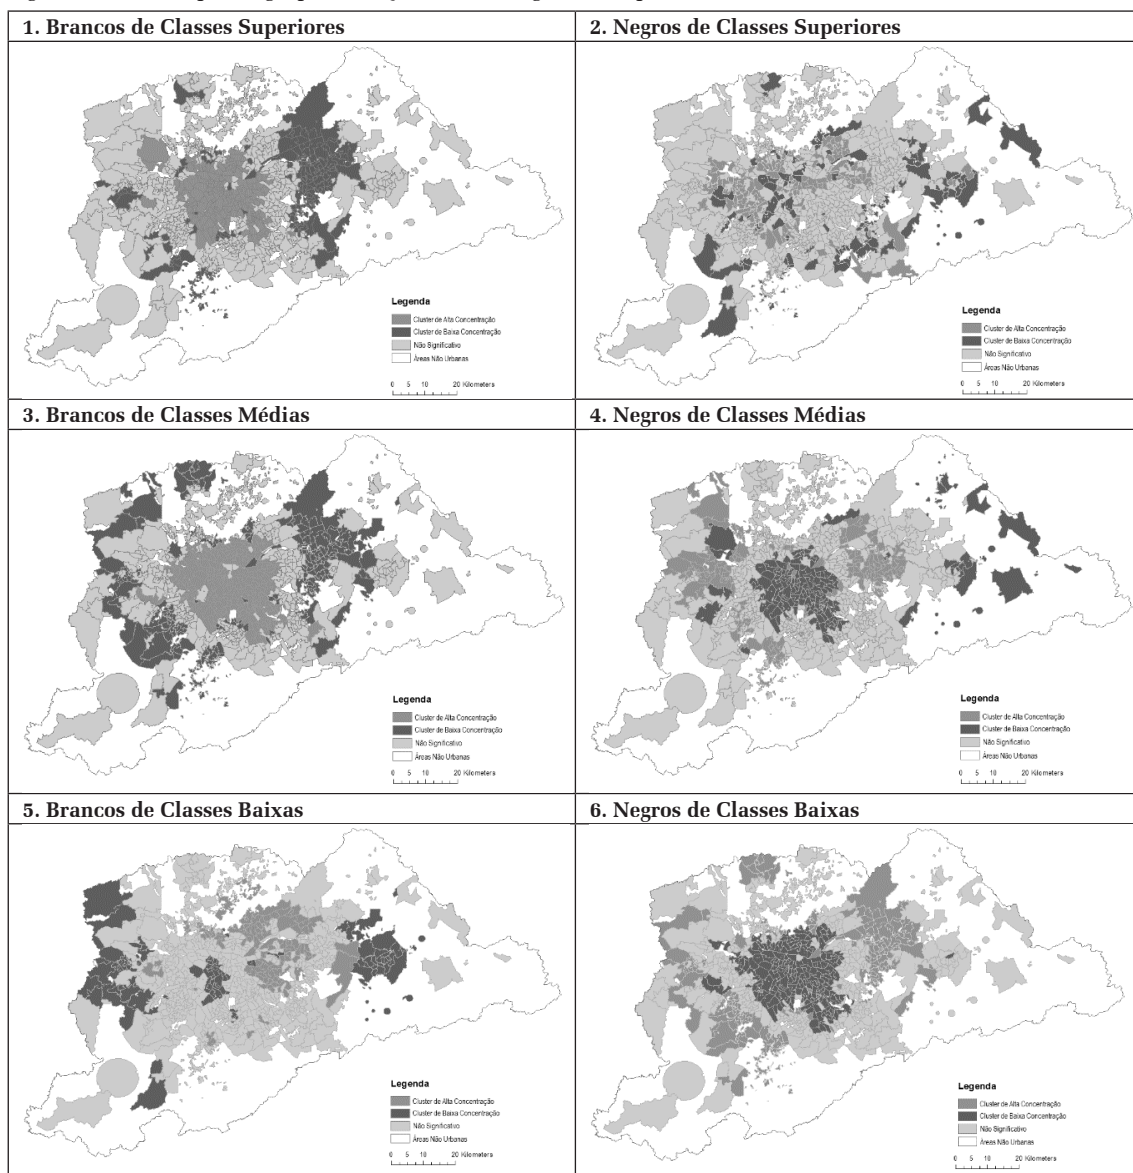 1. Brancos de Classes Superiores
2. Negros de Classes Superiores
Legenda
Cluster de Alta Concentração
Cluster de Baixa Concentração
Não Significativo
Áreas Não Urbanas
0 5 10 20 Kilometers
Legenda
Cluster de Alta Concentração
Cluster de Baixa Concentração
Não Significativo
Áreas Não Urbanas
0 5 10 20 Kilometers
3. Brancos de Classes Médias
4. Negros de Classes Médias
Legenda
Cluster de Alta Concentração
Cluster de Baixa Concentração
Não Significativo
Áreas Não Urbanas
0 5 10 20 Kilometers
Legenda
Cluster de Alta Concentração
Cluster de Baixa Concentração
Não Significativo
Áreas Não Urbanas
0 5 10 20 Kilometers
5. Brancos de Classes Baixas
6. Negros de Classes Baixas
Legenda
Cluster de Alta Concentração
Cluster de Baixa Concentração
Não Significativo
Áreas Não Urbanas
0 5 10 20 Kilometers
Legenda
Cluster de Alta Concentração
Cluster de Baixa Concentração
Não Significativo
Áreas Não Urbanas
0 5 10 20 Kilometers